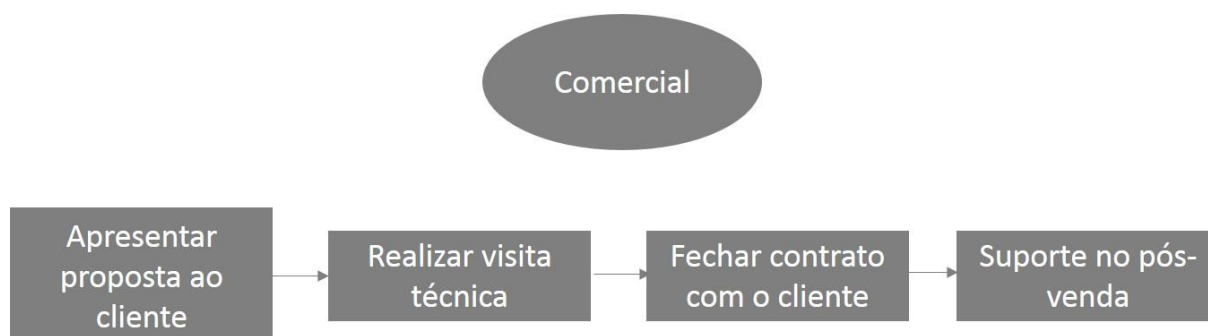 Comercial
Apresentar
proposta ao
cliente
Realizar visita
técnica
Fechar contrato
com o cliente
Suporte no pós-
venda